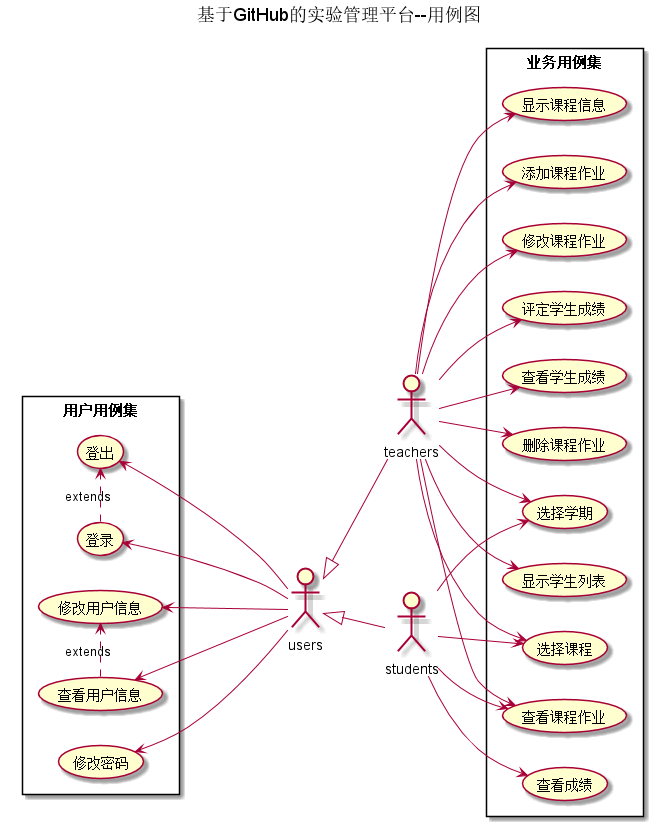 基于GitHub的实验管理平台--用例图
业务用例集
显示课程信息
添加课程作业
修改课程作业
评定学生成绩
查看学生成绩
删除课程作业
选择学期
显示学生列表
选择课程
查看课程作业
查看成绩
teachers
students
users
用户用例集
登出
extends
登录
修改用户信息
extends
查看用户信息
修改密码